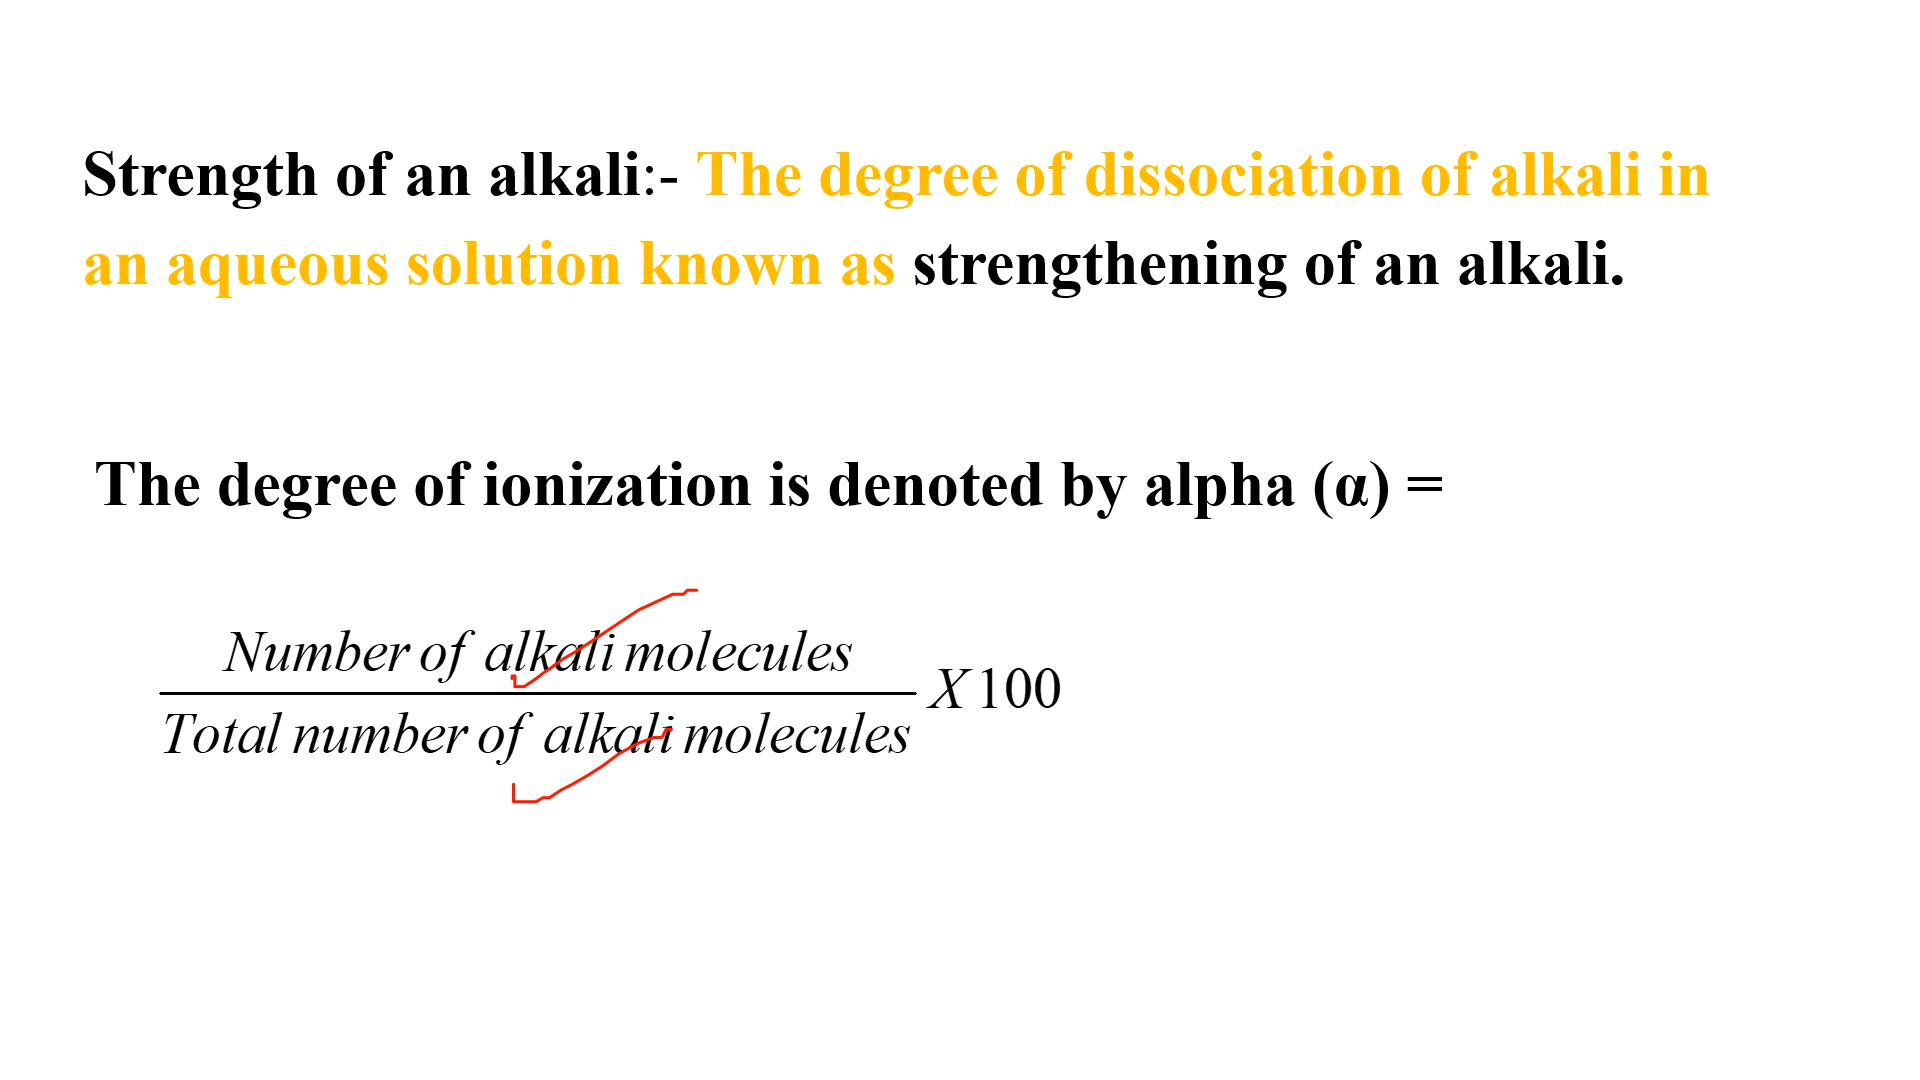 Strength of an alkali:- The degree of dissociation of alkali in
an aqueous solution known as strengthening of an alkali.
The degree of ionization is denoted by alpha (α) =
Number of alkali molecules
Total number of alkali molecules
X 100